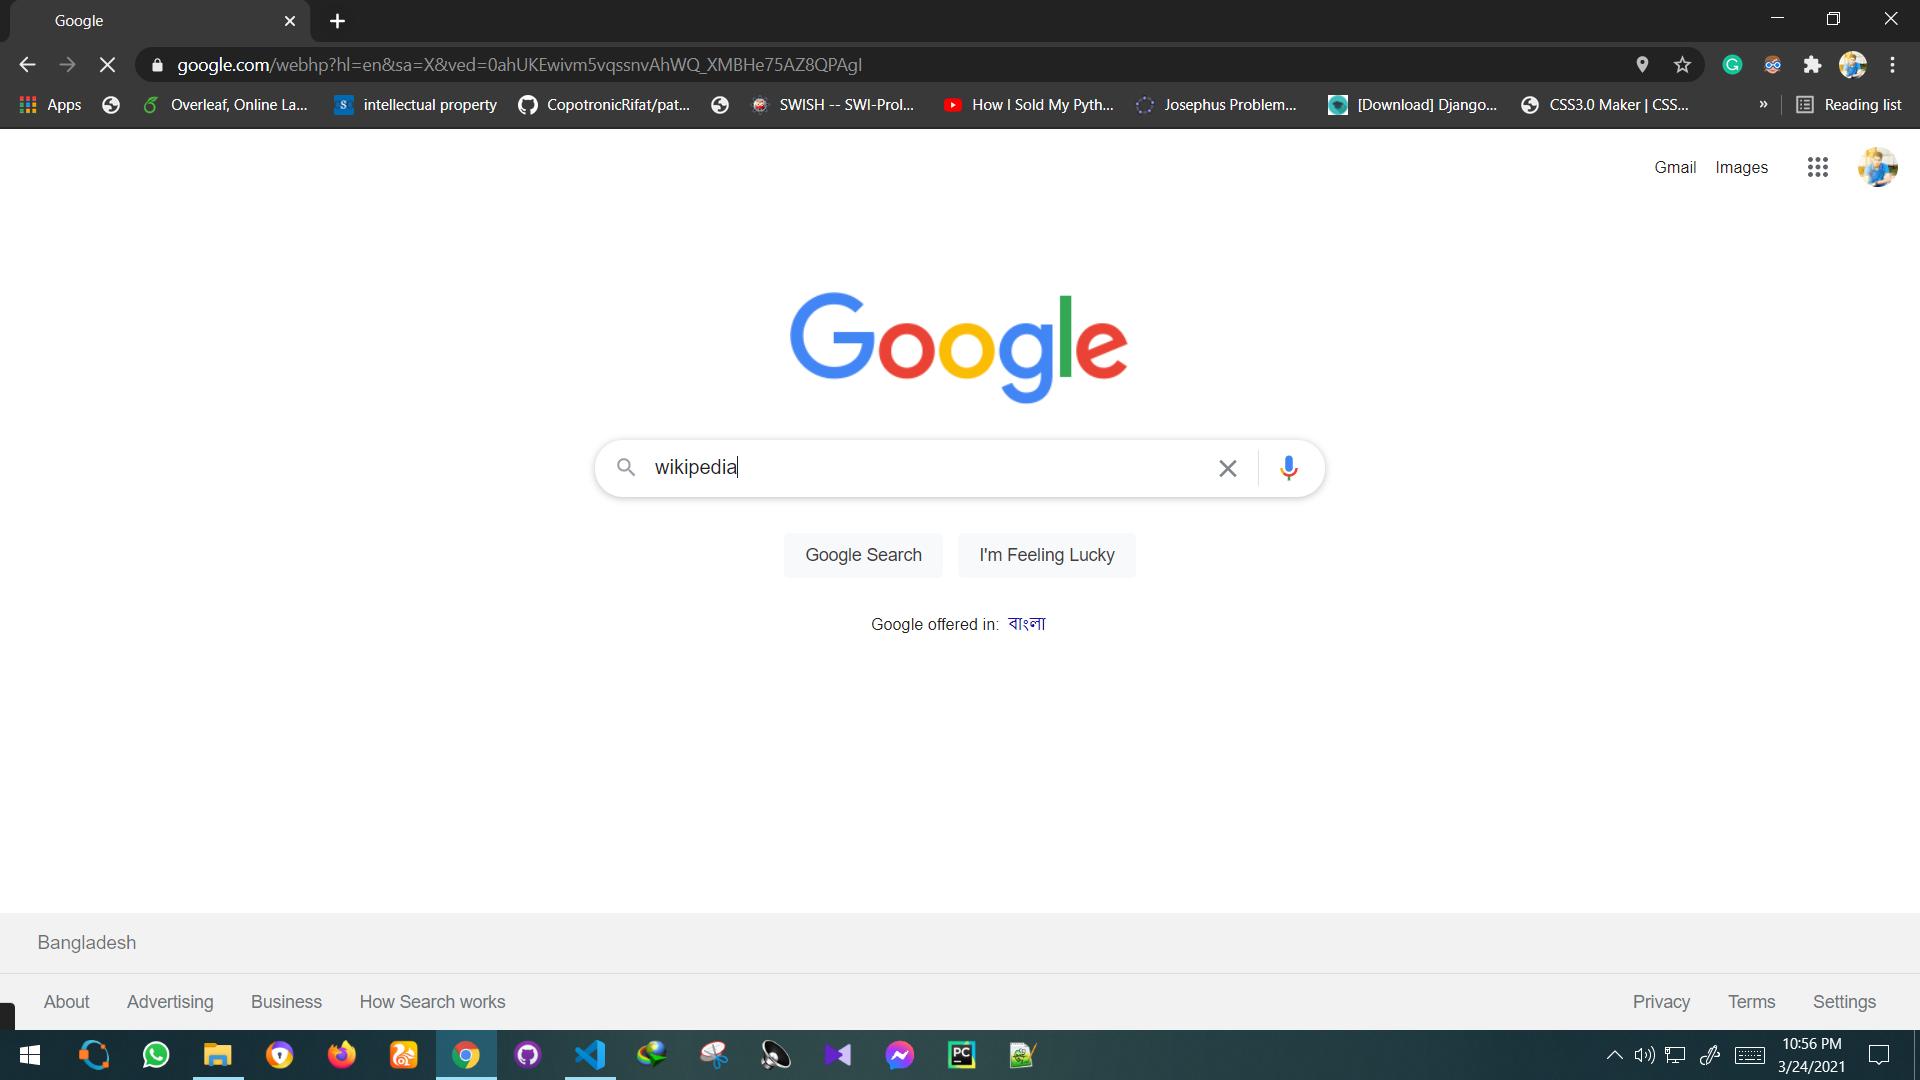 Google
google.com/webhp?hl=en&sa=X&ved=0ahUKEwivm5vqssnvAhWQ_XMBHe75AZ8QPAgI
Apps Overleaf, Online La... intellectual property CopotronicRifat/pat... SWISH -- SWI-Prol... How I Sold My Pyth... Josephus Problem... [Download] Django... CSS3.0 Maker | CSS... » Reading list
Gmail Images
Google
wikipedia
Google Search I'm Feeling Lucky
Google offered in: বাংলা
Bangladesh
About Advertising Business How Search works Privacy Terms Settings
10:56 PM
3/24/2021